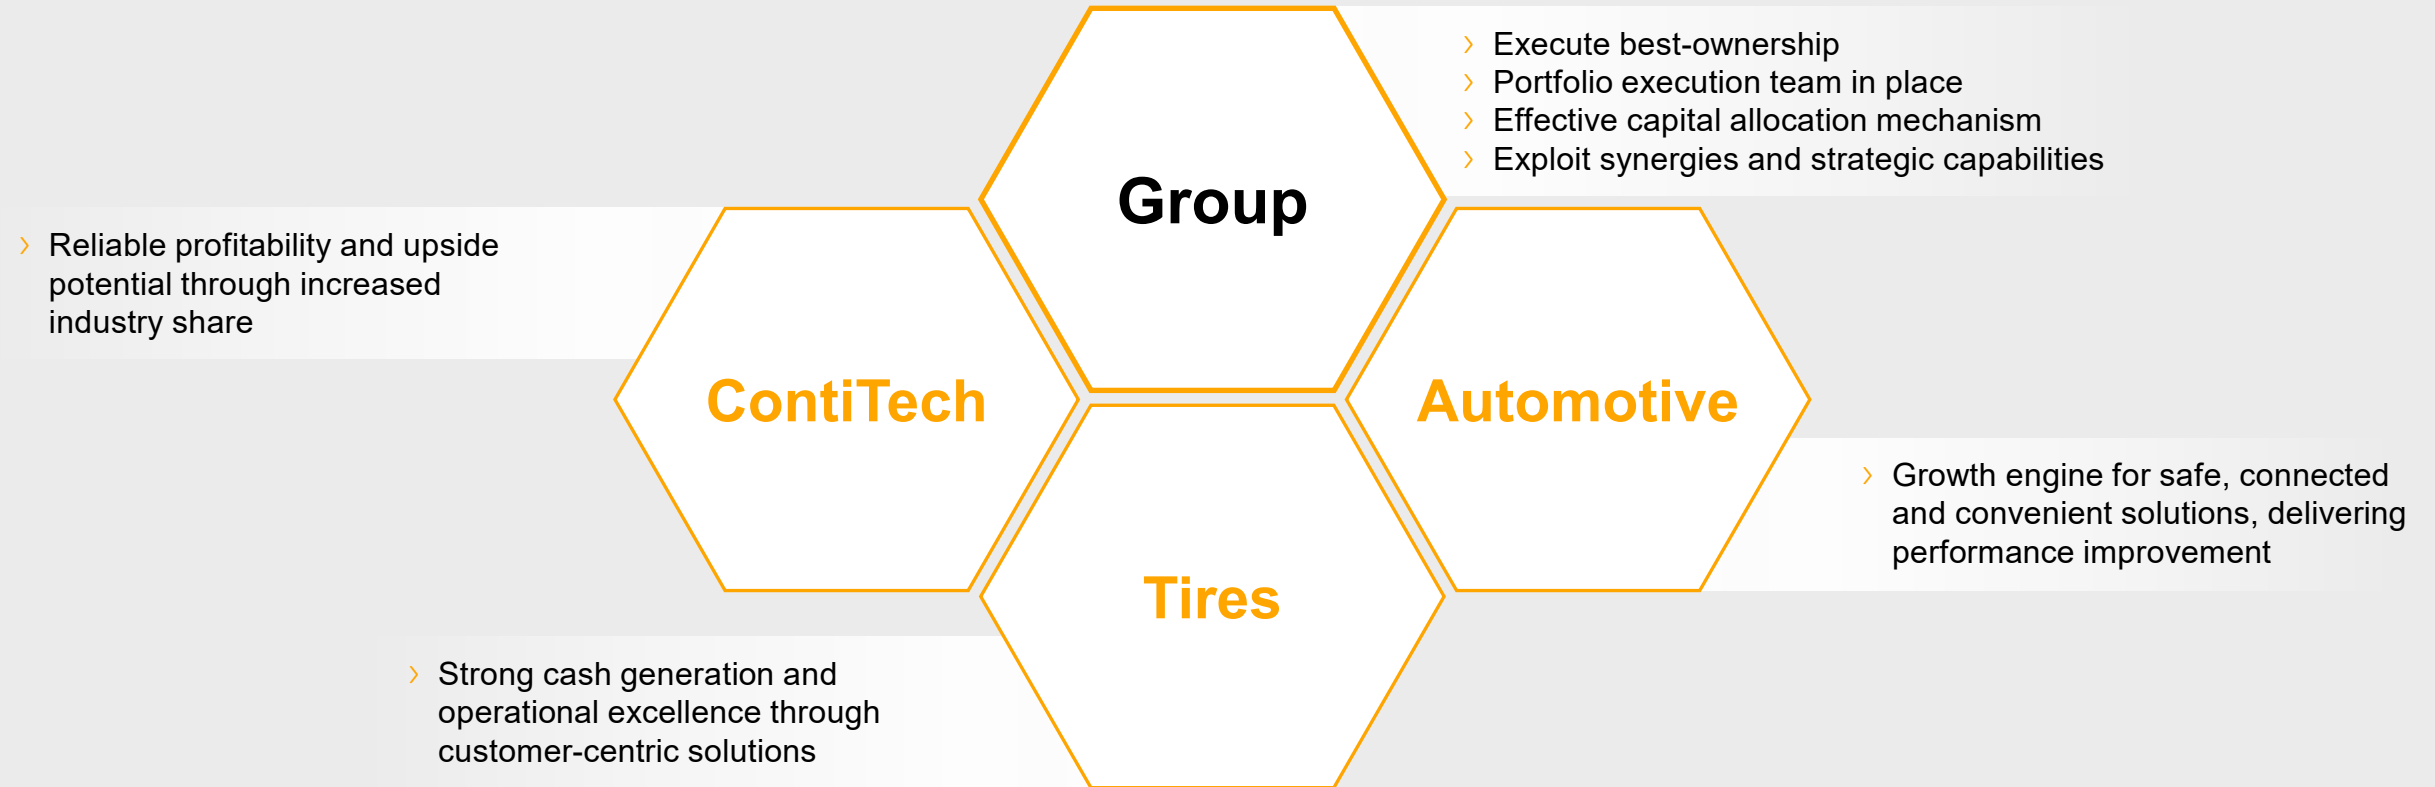 Group
› Execute best-ownership
› Portfolio execution team in place
› Effective capital allocation mechanism
› Exploit synergies and strategic capabilities
› Reliable profitability and upside
potential through increased
industry share
ContiTech
Automotive
› Growth engine for safe, connected
and convenient solutions, delivering
performance improvement
Tires
› Strong cash generation and
operational excellence through
customer-centric solutions